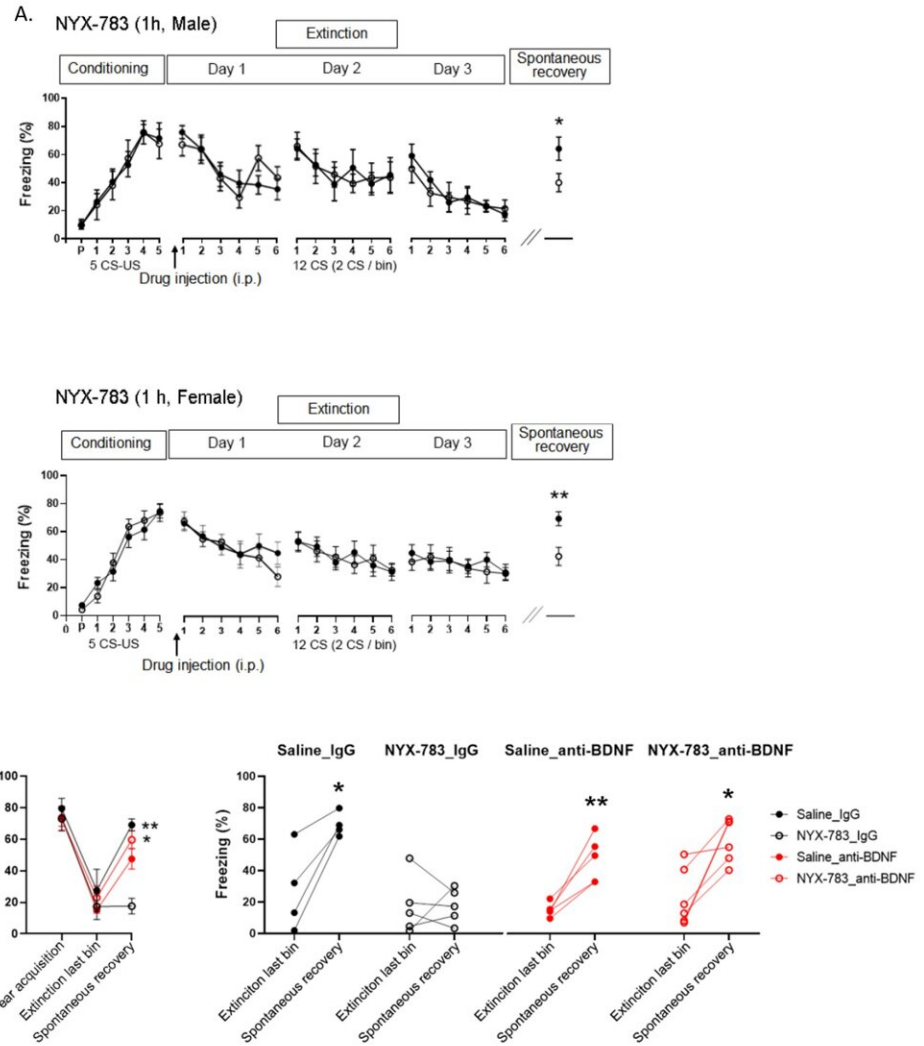 A.
NYX-783 (1h, Male)
Extinction
Conditioning
Day 1
Day 2
Day 3
Spontaneous
recovery
Freezing (%)
100
80
60
40
20
0
*
P 1 2 3 4 5
1 2 3 4 5 6
1 2 3 4 5 6
1 2 3 4 5 6
5 CS-US
12 CS (2 CS / bin)
Drug injection (i.p.)
NYX-783 (1 h, Female)
Extinction
Conditioning
Day 1
Day 2
Day 3
Spontaneous
recovery
Freezing (%)
100
80
60
40
20
0
**
0 P 1 2 3 4 5
1 2 3 4 5 6
1 2 3 4 5 6
1 2 3 4 5 6
5 CS-US
12 CS (2 CS / bin)
Drug injection (i.p.)
100
80
60
40
20
0
**
*
ear acquisition
Extinction last bin
Spontaneous recovery
Saline_IgG
NYX-783_IgG
Saline_anti-BDNF
NYX-783_anti-BDNF
Freezing (%)
100
80
60
40
20
0
*
**
*
Extinciton last bin
Spontaneous recovery
Extinciton last bin
Spontaneous recovery
Extinciton last bin
Spontaneous recovery
Extinciton last bin
Spontaneous recovery
Saline_IgG
NYX-783_IgG
Saline_anti-BDNF
NYX-783_anti-BDNF